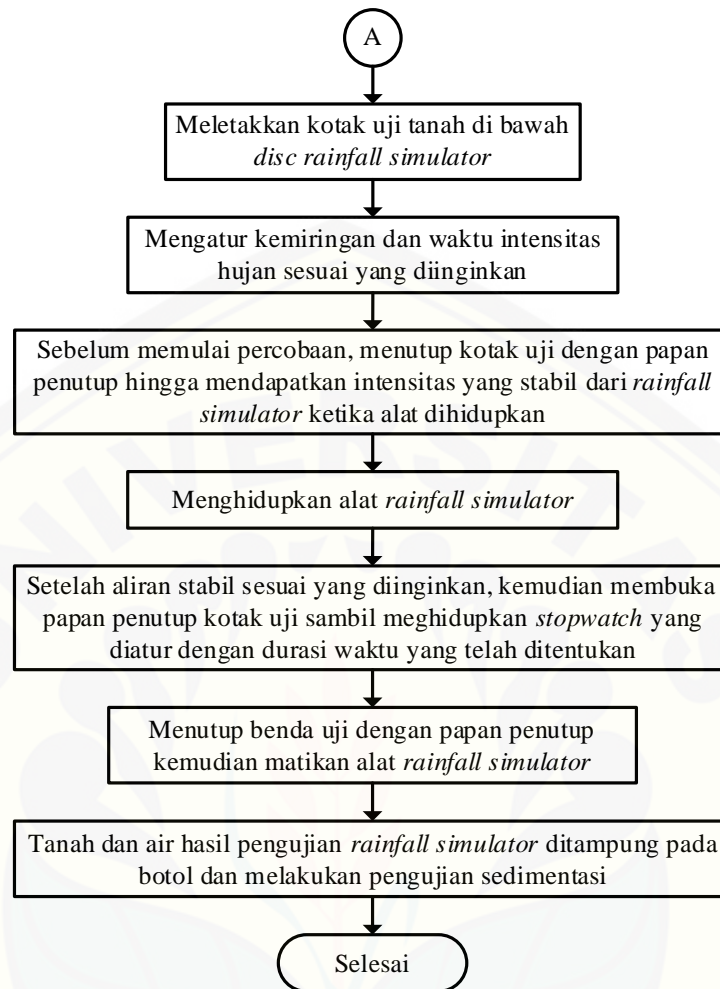 A
Meletakkan kotak uji tanah di bawah
disc rainfall simulator
Mengatur kemiringan dan waktu intensitas
hujan sesuai yang diinginkan
Sebelum memulai percobaan, menutup kotak uji dengan papan
penutup hingga mendapatkan intensitas yang stabil dari rainfall
simulator ketika alat dihidupkan
Menghidupkan alat rainfall simulator
Setelah aliran stabil sesuai yang diinginkan, kemudian membuka
papan penutup kotak uji sambil meghidupkan stopwatch yang
diatur dengan durasi waktu yang telah ditentukan
Menutup benda uji dengan papan penutup
kemudian matikan alat rainfall simulator
Tanah dan air hasil pengujian rainfall simulator ditampung pada
botol dan melakukan pengujian sedimentasi
Selesai
UNIVERSITAS